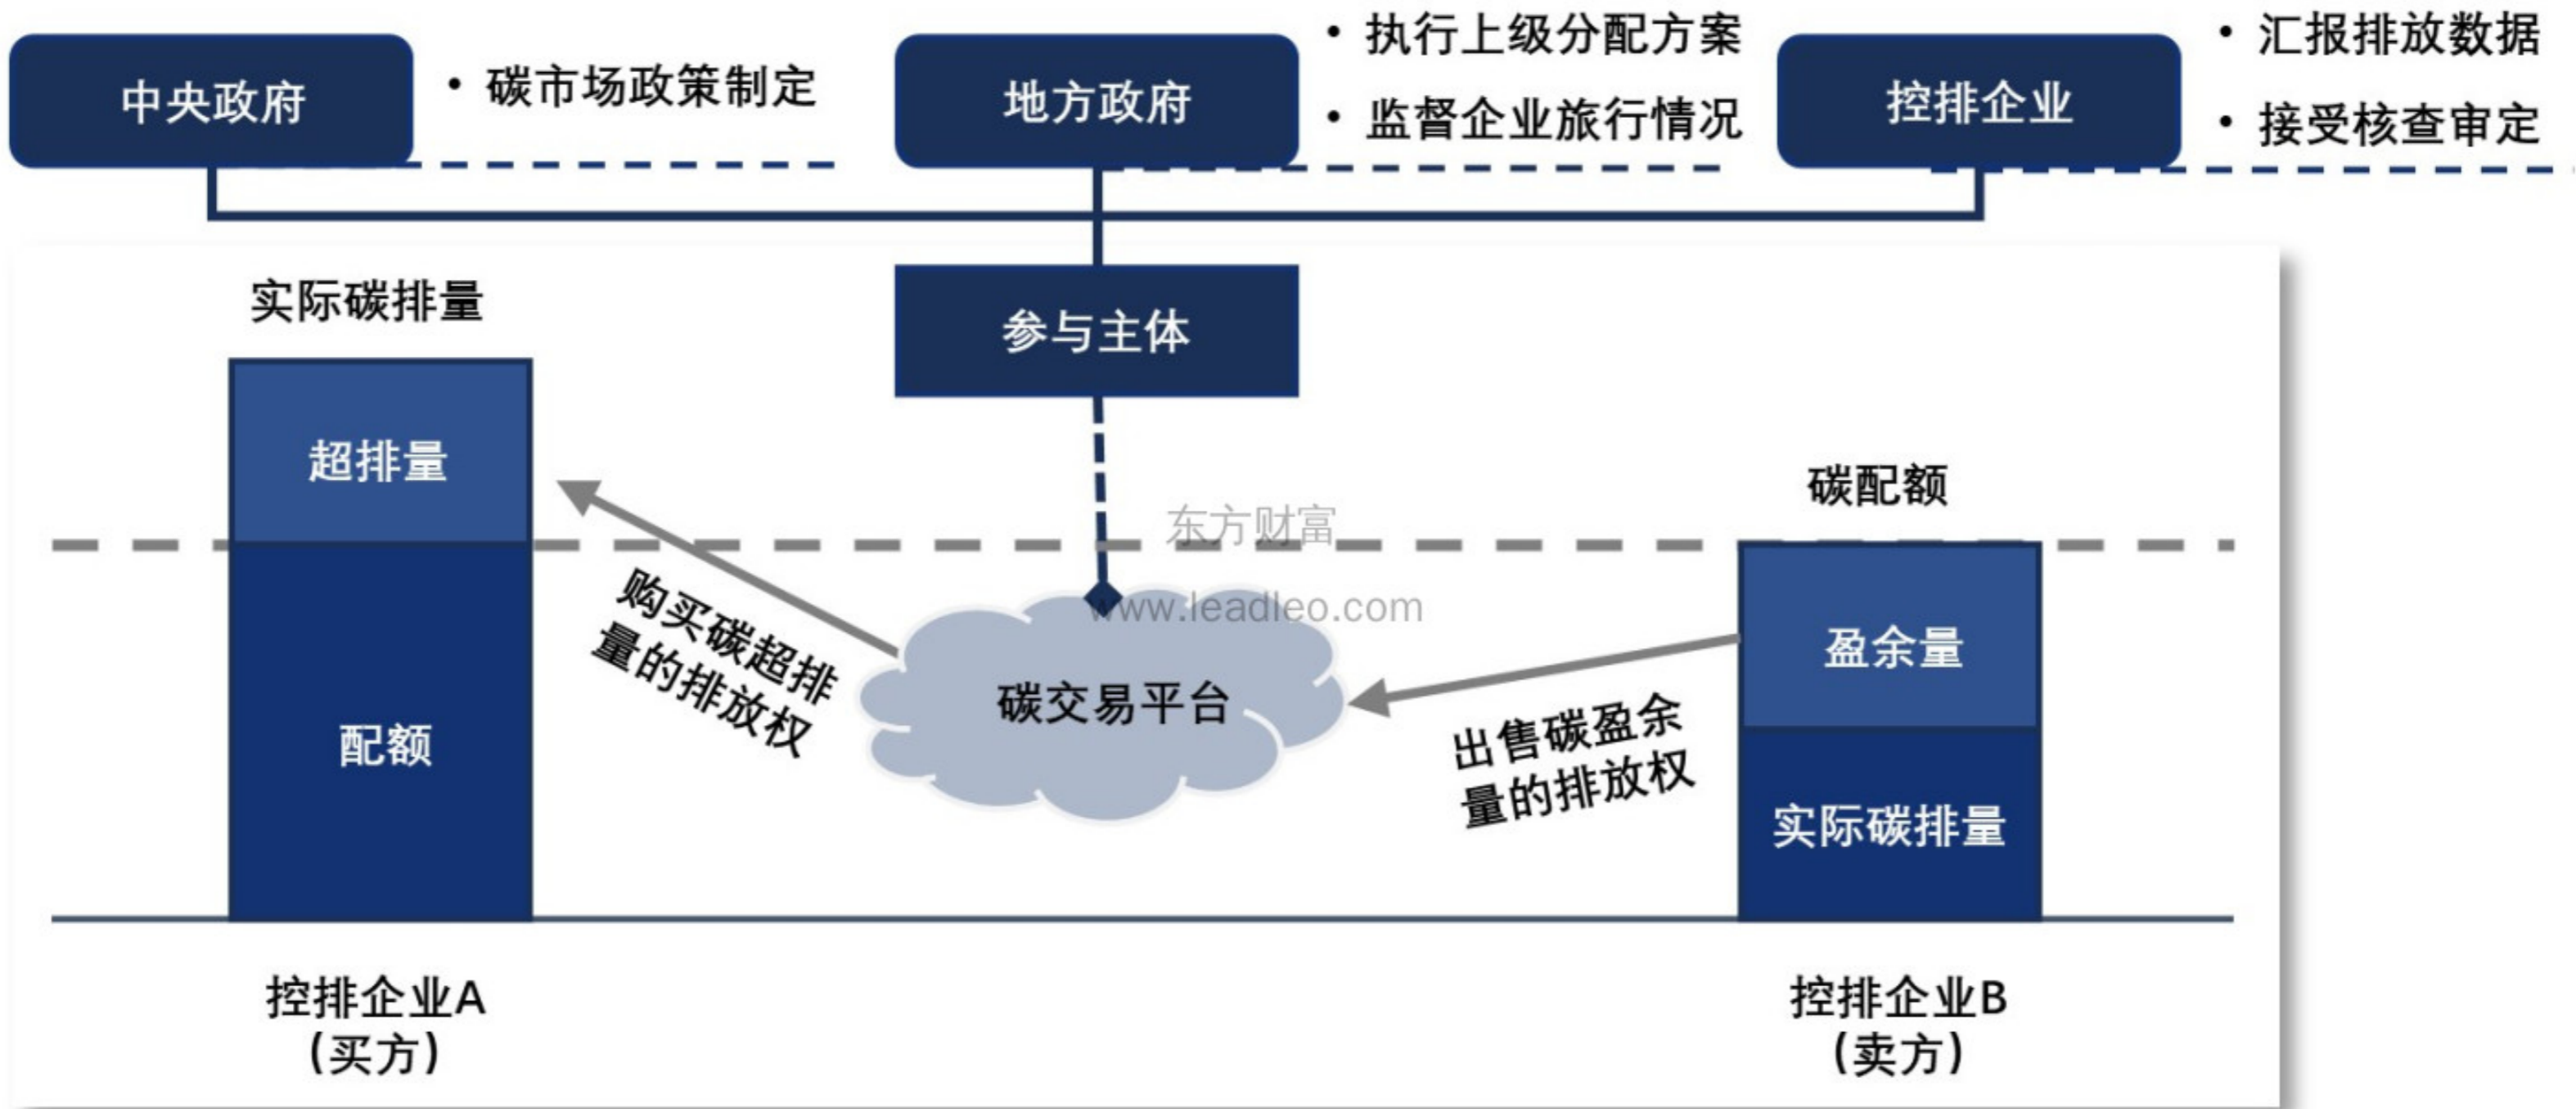 中央政府
• 碳市场政策制定
地方政府
• 执行上级分配方案
• 监督企业旅行情况
控排企业
• 汇报排放数据
• 接受核查审定
参与主体
实际碳排量
超排量
配额
购买碳超排
量的排放权
东方财富
www.leadleo.com
碳交易平台
出售碳盈余
量的排放权
碳配额
盈余量
实际碳排量
控排企业A
(买方)
控排企业B
(卖方)